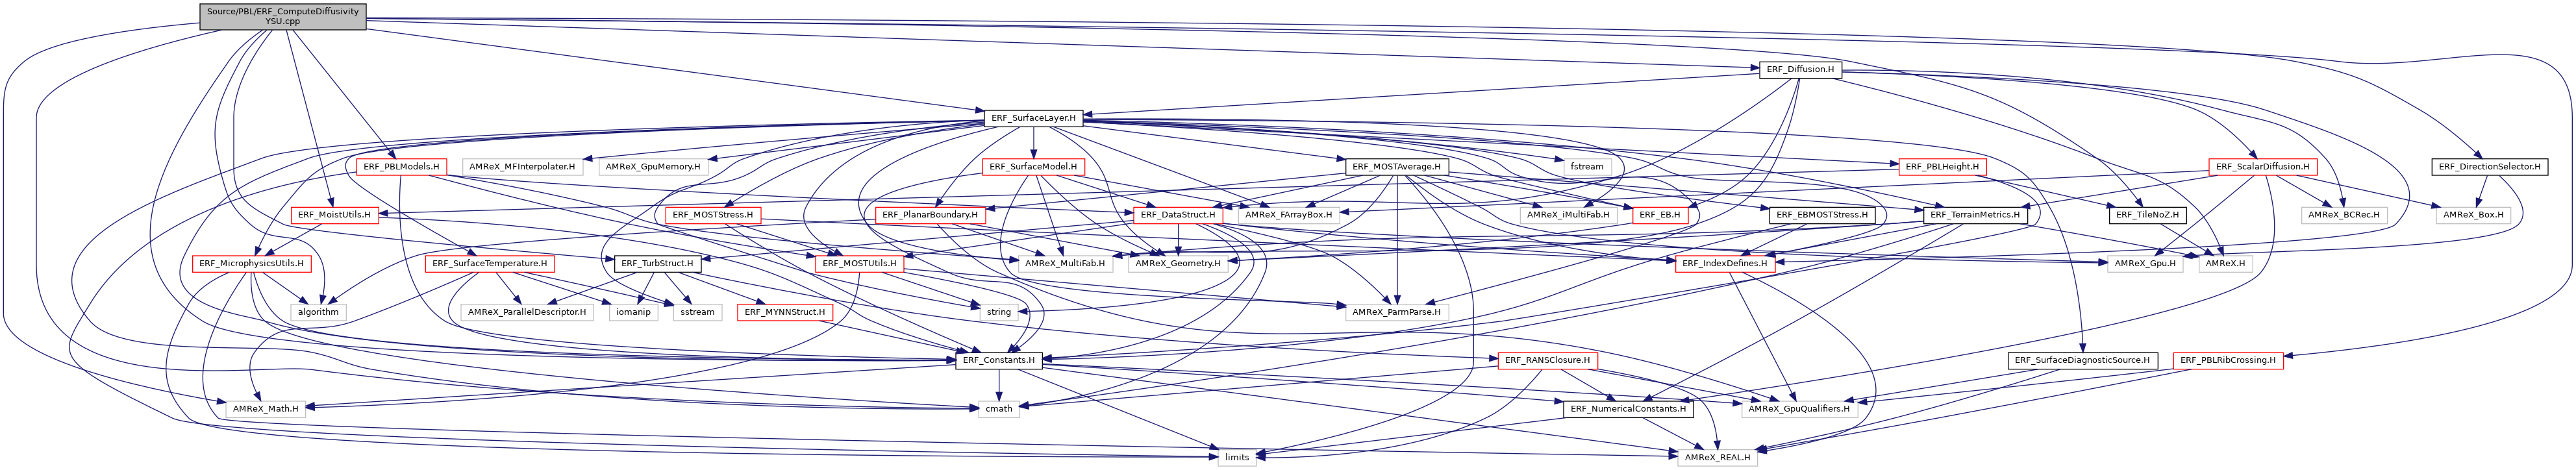 Source/PBL/ERF_ComputeDiffusivity
YSU.cpp
ERF_Diffusion.H
ERF_SurfaceLayer.H
ERF_PBLModels.H
AMReX_MFInterpolater.H
AMReX_GpuMemory.H
ERF_SurfaceModel.H
ERF_MOSTAverage.H
fstream
ERF_PBLHeight.H
ERF_ScalarDiffusion.H
ERF_DirectionSelector.H
ERF_MoistUtils.H
ERF_MOSTStress.H
ERF_PlanarBoundary.H
ERF_DataStruct.H
AMReX_FArrayBox.H
AMReX_iMultiFab.H
ERF_EB.H
ERF_EBMOSTStress.H
ERF_TerrainMetrics.H
ERF_TileNoZ.H
AMReX_BCRec.H
AMReX_Box.H
ERF_MicrophysicsUtils.H
ERF_SurfaceTemperature.H
ERF_TurbStruct.H
ERF_MOSTUtils.H
AMReX_MultiFab.H
AMReX_Geometry.H
ERF_IndexDefines.H
AMReX_Gpu.H
AMReX.H
algorithm
AMReX_ParallelDescriptor.H
iomanip
sstream
ERF_MYNNStruct.H
string
AMReX_ParmParse.H
ERF_Constants.H
ERF_RANSClosure.H
ERF_SurfaceDiagnosticSource.H
ERF_PBLRibCrossing.H
AMReX_Math.H
cmath
ERF_NumericalConstants.H
AMReX_GpuQualifiers.H
limits
AMReX_REAL.H